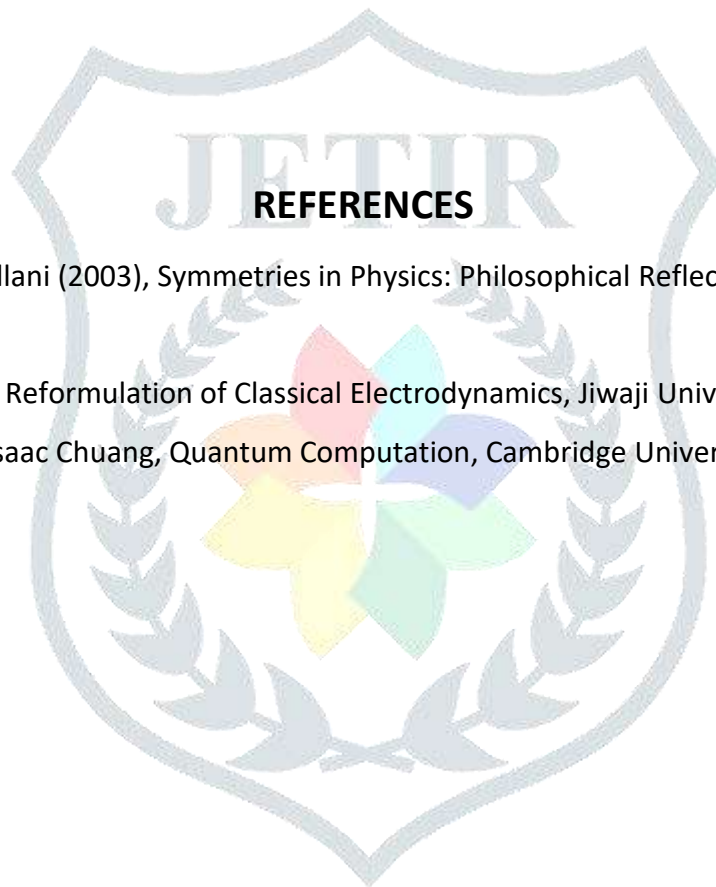 JETIR
REFERENCES
llani (2003), Symmetries in Physics: Philosophical Reflec
Reformulation of Classical Electrodynamics, Jiwaji Univ
saac Chuang, Quantum Computation, Cambridge Univer